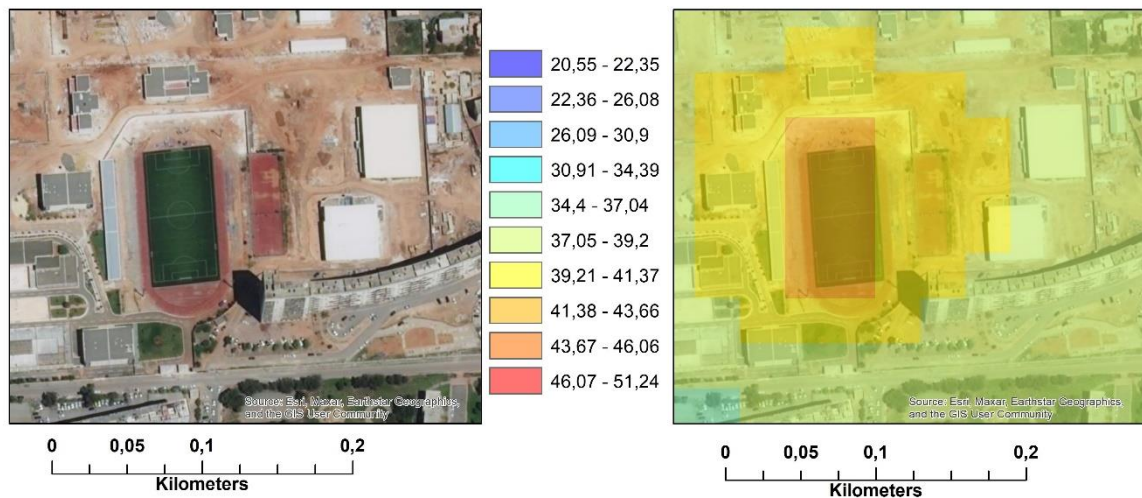 20,55 - 22,35
22,36 - 26,08
26,09 - 30,9
30,91 - 34,39
34,4 - 37,04
37,05 - 39,2
39,21 - 41,37
41,38 - 43,66
43,67 - 46,06
46,07 - 51,24
Source: Esri, Maxar, Earthstar Geographics,
and the GIS User Community
Source: Esri, Maxar, Earthstar Geographics,
and the GIS User Community
0 0,05 0,1 0,2
Kilometers
0 0,05 0,1 0,2
Kilometers